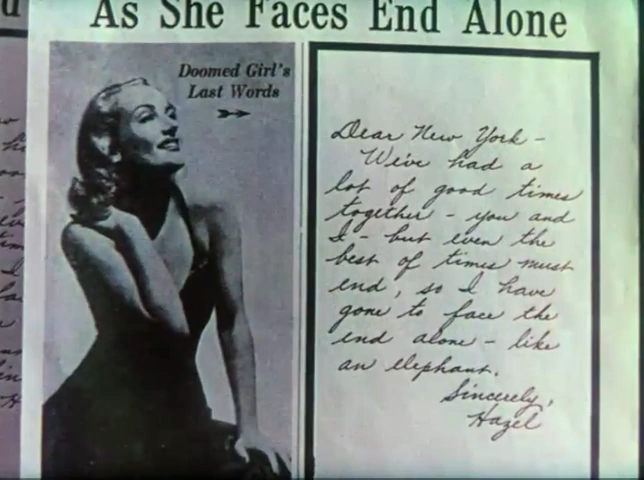 As She Faces End Alone
Doomed Girl's
Last Words
Dear New York -
We've had a
lot of good times
together - you and
I - but even the
best of times must
end, so I have
gone to face the
end alone - like
an elephant.
Sincerely,
Hazel